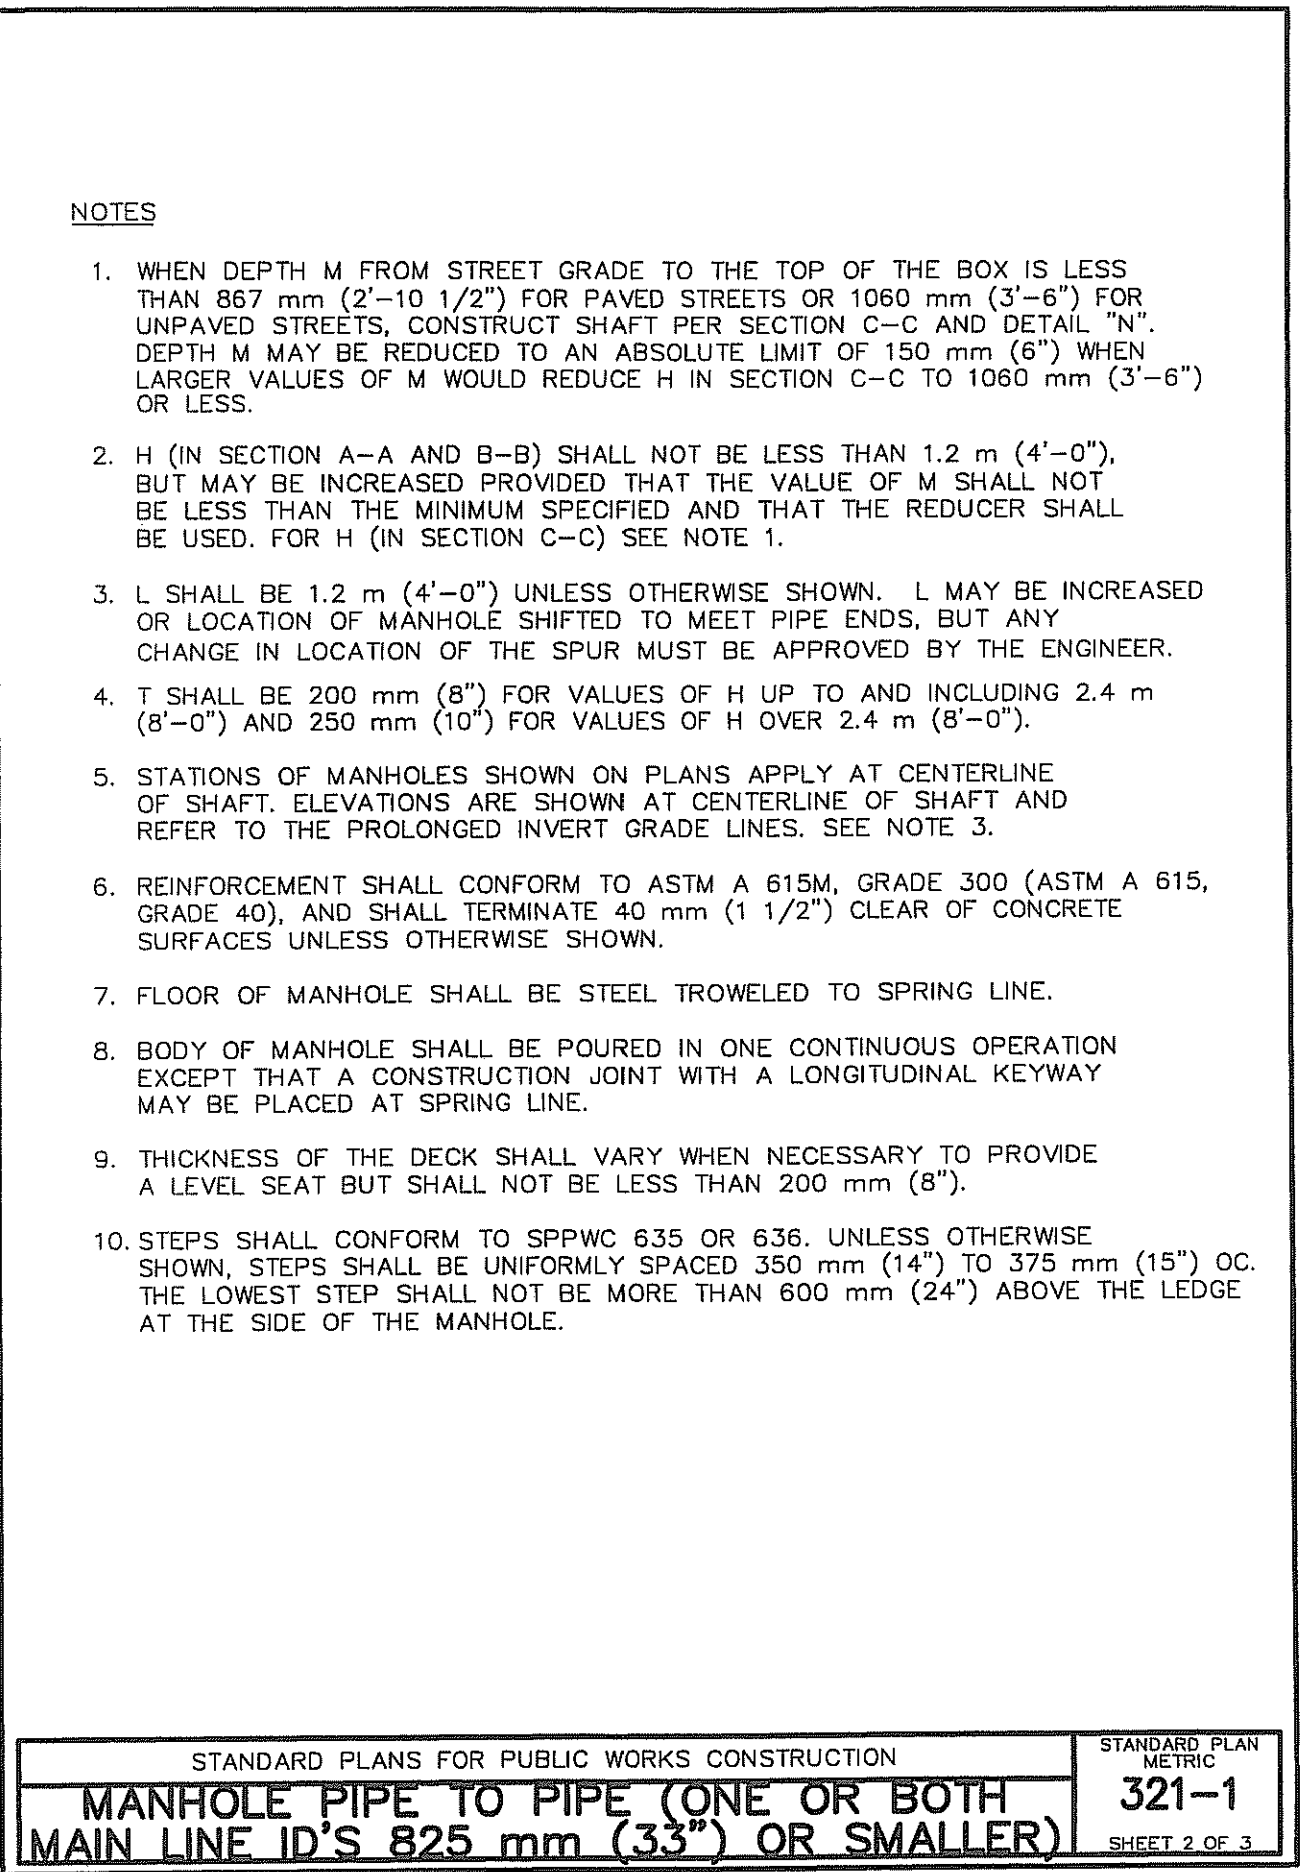 NOTES
1. WHEN DEPTH M FROM STREET GRADE TO THE TOP OF THE BOX IS LESS
THAN 867 mm (2'-10 1/2") FOR PAVED STREETS OR 1060 mm (3'-6") FOR
UNPAVED STREETS, CONSTRUCT SHAFT PER SECTION C-C AND DETAIL "N".
DEPTH M MAY BE REDUCED TO AN ABSOLUTE LIMIT OF 150 mm (6") WHEN
LARGER VALUES OF M WOULD REDUCE H IN SECTION C-C TO 1060 mm (3'-6")
OR LESS.
2. H (IN SECTION A-A AND B-B) SHALL NOT BE LESS THAN 1.2 m (4'-0"),
BUT MAY BE INCREASED PROVIDED THAT THE VALUE OF M SHALL NOT
BE LESS THAN THE MINIMUM SPECIFIED AND THAT THE REDUCER SHALL
BE USED. FOR H (IN SECTION C-C) SEE NOTE 1.
3. L SHALL BE 1.2 m (4'-0") UNLESS OTHERWISE SHOWN. L MAY BE INCREASED
OR LOCATION OF MANHOLE SHIFTED TO MEET PIPE ENDS, BUT ANY
CHANGE IN LOCATION OF THE SPUR MUST BE APPROVED BY THE ENGINEER.
4. T SHALL BE 200 mm (8") FOR VALUES OF H UP TO AND INCLUDING 2.4 m
(8'-0") AND 250 mm (10") FOR VALUES OF H OVER 2.4 m (8'-0").
5. STATIONS OF MANHOLES SHOWN ON PLANS APPLY AT CENTERLINE
OF SHAFT. ELEVATIONS ARE SHOWN AT CENTERLINE OF SHAFT AND
REFER TO THE PROLONGED INVERT GRADE LINES. SEE NOTE 3.
6. REINFORCEMENT SHALL CONFORM TO ASTM A 615M, GRADE 300 (ASTM A 615,
GRADE 40), AND SHALL TERMINATE 40 mm (1 1/2") CLEAR OF CONCRETE
SURFACES UNLESS OTHERWISE SHOWN.
7. FLOOR OF MANHOLE SHALL BE STEEL TROWELED TO SPRING LINE.
8. BODY OF MANHOLE SHALL BE POURED IN ONE CONTINUOUS OPERATION
EXCEPT THAT A CONSTRUCTION JOINT WITH A LONGITUDINAL KEYWAY
MAY BE PLACED AT SPRING LINE.
9. THICKNESS OF THE DECK SHALL VARY WHEN NECESSARY TO PROVIDE
A LEVEL SEAT BUT SHALL NOT BE LESS THAN 200 mm (8").
10. STEPS SHALL CONFORM TO SPPWC 635 OR 636. UNLESS OTHERWISE
SHOWN, STEPS SHALL BE UNIFORMLY SPACED 350 mm (14") TO 375 mm (15") OC.
THE LOWEST STEP SHALL NOT BE MORE THAN 600 mm (24") ABOVE THE LEDGE
AT THE SIDE OF THE MANHOLE.
STANDARD PLANS FOR PUBLIC WORKS CONSTRUCTION
MANHOLE PIPE TO PIPE (ONE OR BOTH
MAIN LINE ID'S 825 mm (33") OR SMALLER)
STANDARD PLAN
METRIC
321-1
SHEET 2 OF 3